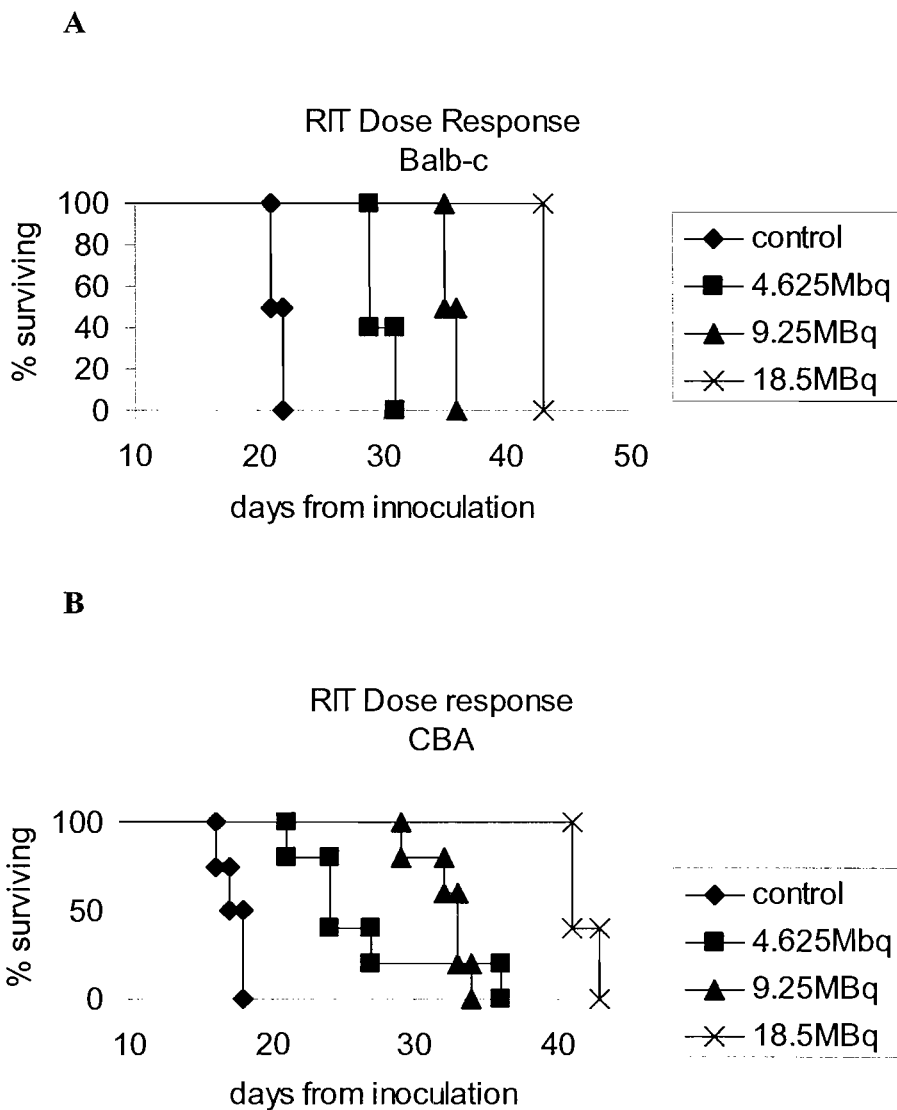 A
RIT Dose Response
Balb-c
100
80
60
40
20
0
% surviving
10 20 30 40 50
days from innoculation
control
4.625Mbq
9.25MBq
18.5MBq
B
RIT Dose response
CBA
100
50
0
% surviving
10 20 30 40
days from inoculation
control
4.625Mbq
9.25MBq
18.5MBq